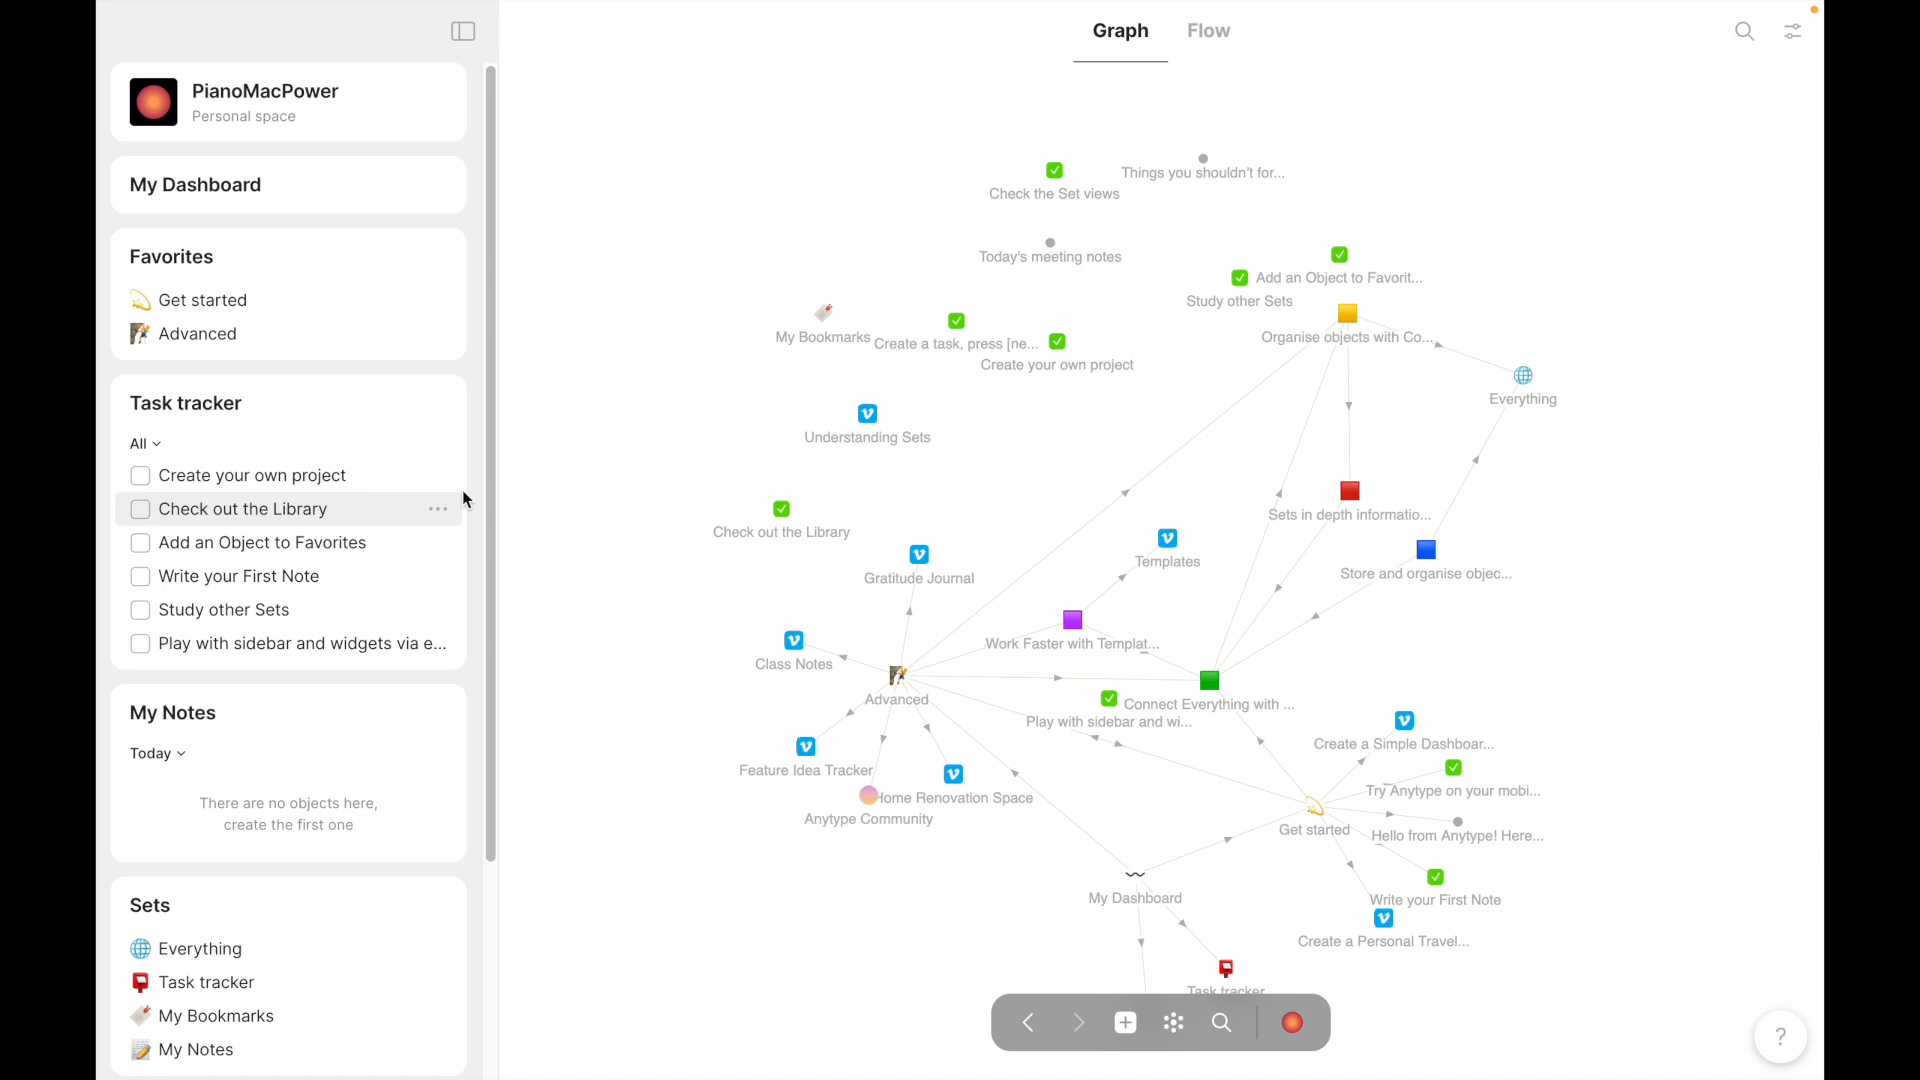 PianoMacPower
Personal space
My Dashboard
Favorites
Get started
Advanced
Task tracker
All
Create your own project
Check out the Library
Add an Object to Favorites
Write your First Note
Study other Sets
Play with sidebar and widgets via e...
My Notes
Today
There are no objects here,
create the first one
Sets
Everything
Task tracker
My Bookmarks
My Notes
Graph Flow
Things you shouldn't for...
Check the Set views
Today's meeting notes
Add an Object to Favorit...
Study other Sets
My Bookmarks
Create a task, press [ne...
Organise objects with Co...
Create your own project
Everything
Understanding Sets
Sets in depth informatio...
Check out the Library
Templates
Store and organise objec...
Gratitude Journal
Work Faster with Templat...
Class Notes
Advanced
Connect Everything with ...
Play with sidebar and wi...
Create a Simple Dashboar...
Feature Idea Tracker
Try Anytype on your mobi...
Home Renovation Space
Anytype Community
Get started
Hello from Anytype! Here...
My Dashboard
Write your First Note
Create a Personal Travel...
Task tracker
?